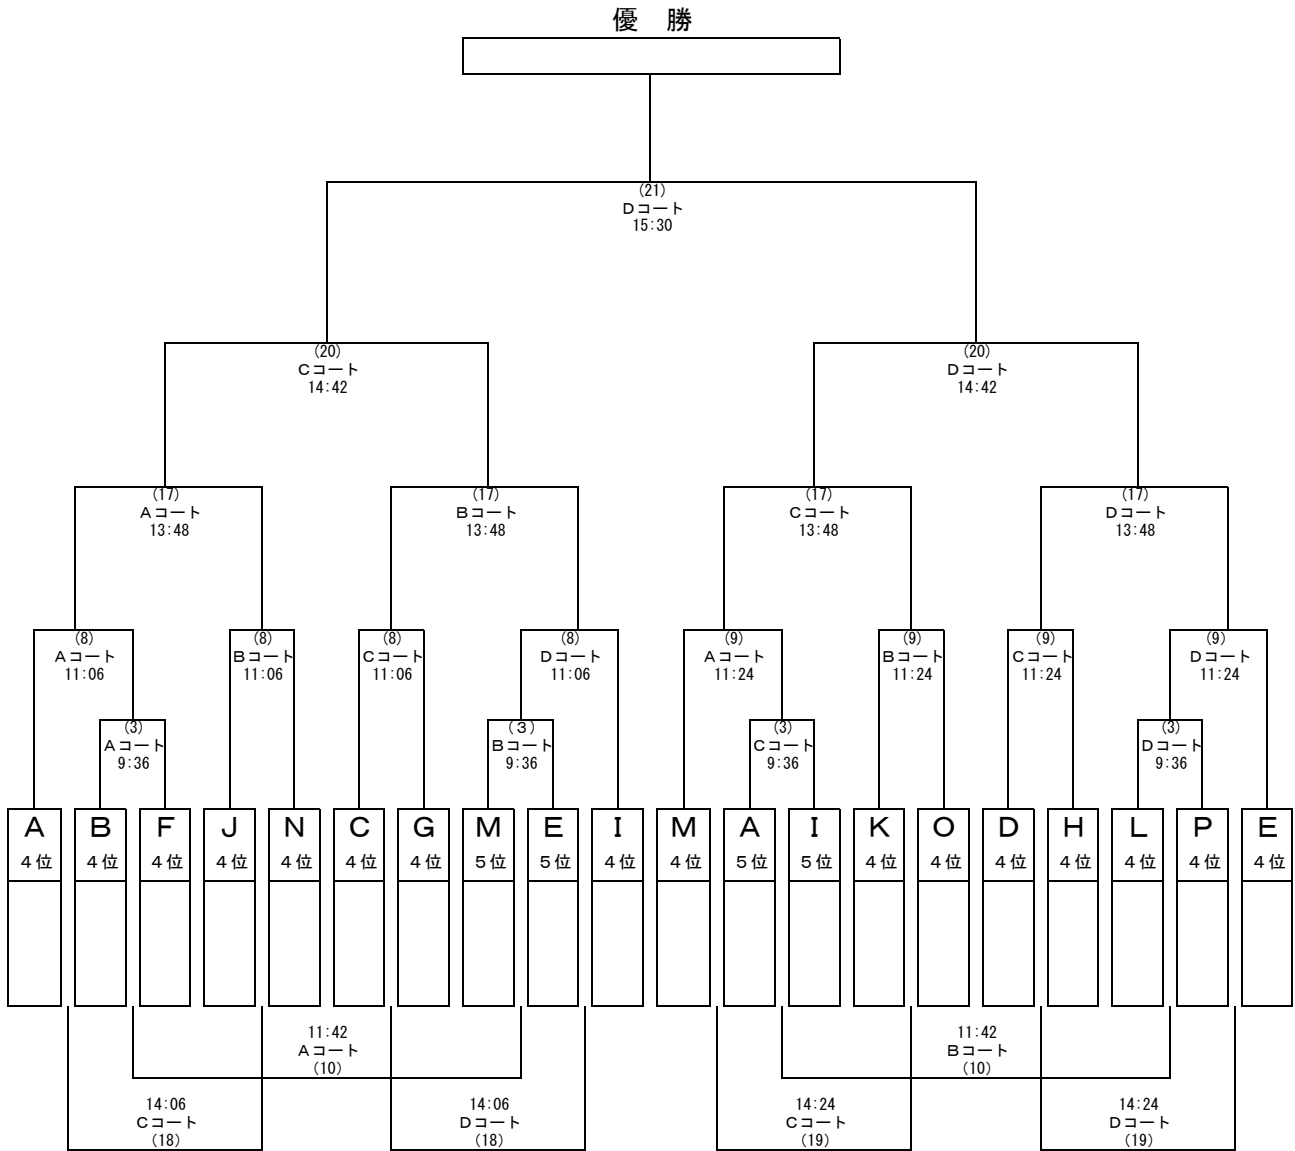 優　勝
(21)
Dコート
15:30
(20) (20)
Cコート Dコート
14:42 14:42
(17) (17) (17) (17)
Aコート Bコート Cコート Dコート
13:48 13:48 13:48 13:48
(8) (8) (8) (8) (9) (9) (9) (9)
Aコート Bコート Cコート Dコート Aコート Bコート Cコート Dコート
11:06 11:06 11:06 11:06 11:24 11:24 11:24 11:24
(3) (３) (3) (3)
Aコート Bコート Cコート Dコート
9:36 9:36 9:36 9:36
A B F J N C G M E I M A I K O D H L P E
４位 ４位 ４位 ４位 ４位 ４位 ４位 ５位 ５位 ４位 ４位 ５位 ５位 ４位 ４位 ４位 ４位 ４位 ４位 ４位
11:42 11:42
Aコート Bコート
(10) (10)
14:06 14:06 14:24 14:24
Cコート Dコート Cコート Dコート
(18) (18) (19) (19)